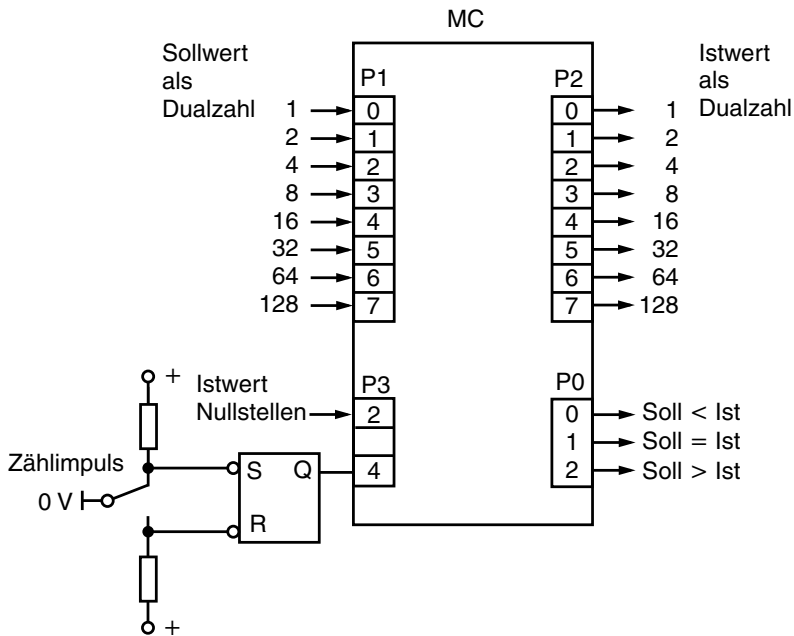 MC
Sollwert
als
Dualzahl
P1
1 0
2 1
4 2
8 3
16 4
32 5
64 6
128 7
P2
0 1
1 2
2 4
3 8
4 16
5 32
6 64
7 128
Istwert
als
Dualzahl
Istwert
Nullstellen
P3
2
4
P0
0 Soll < Ist
1 Soll = Ist
2 Soll > Ist
+
Zählimpuls
0 V
S Q
R
+